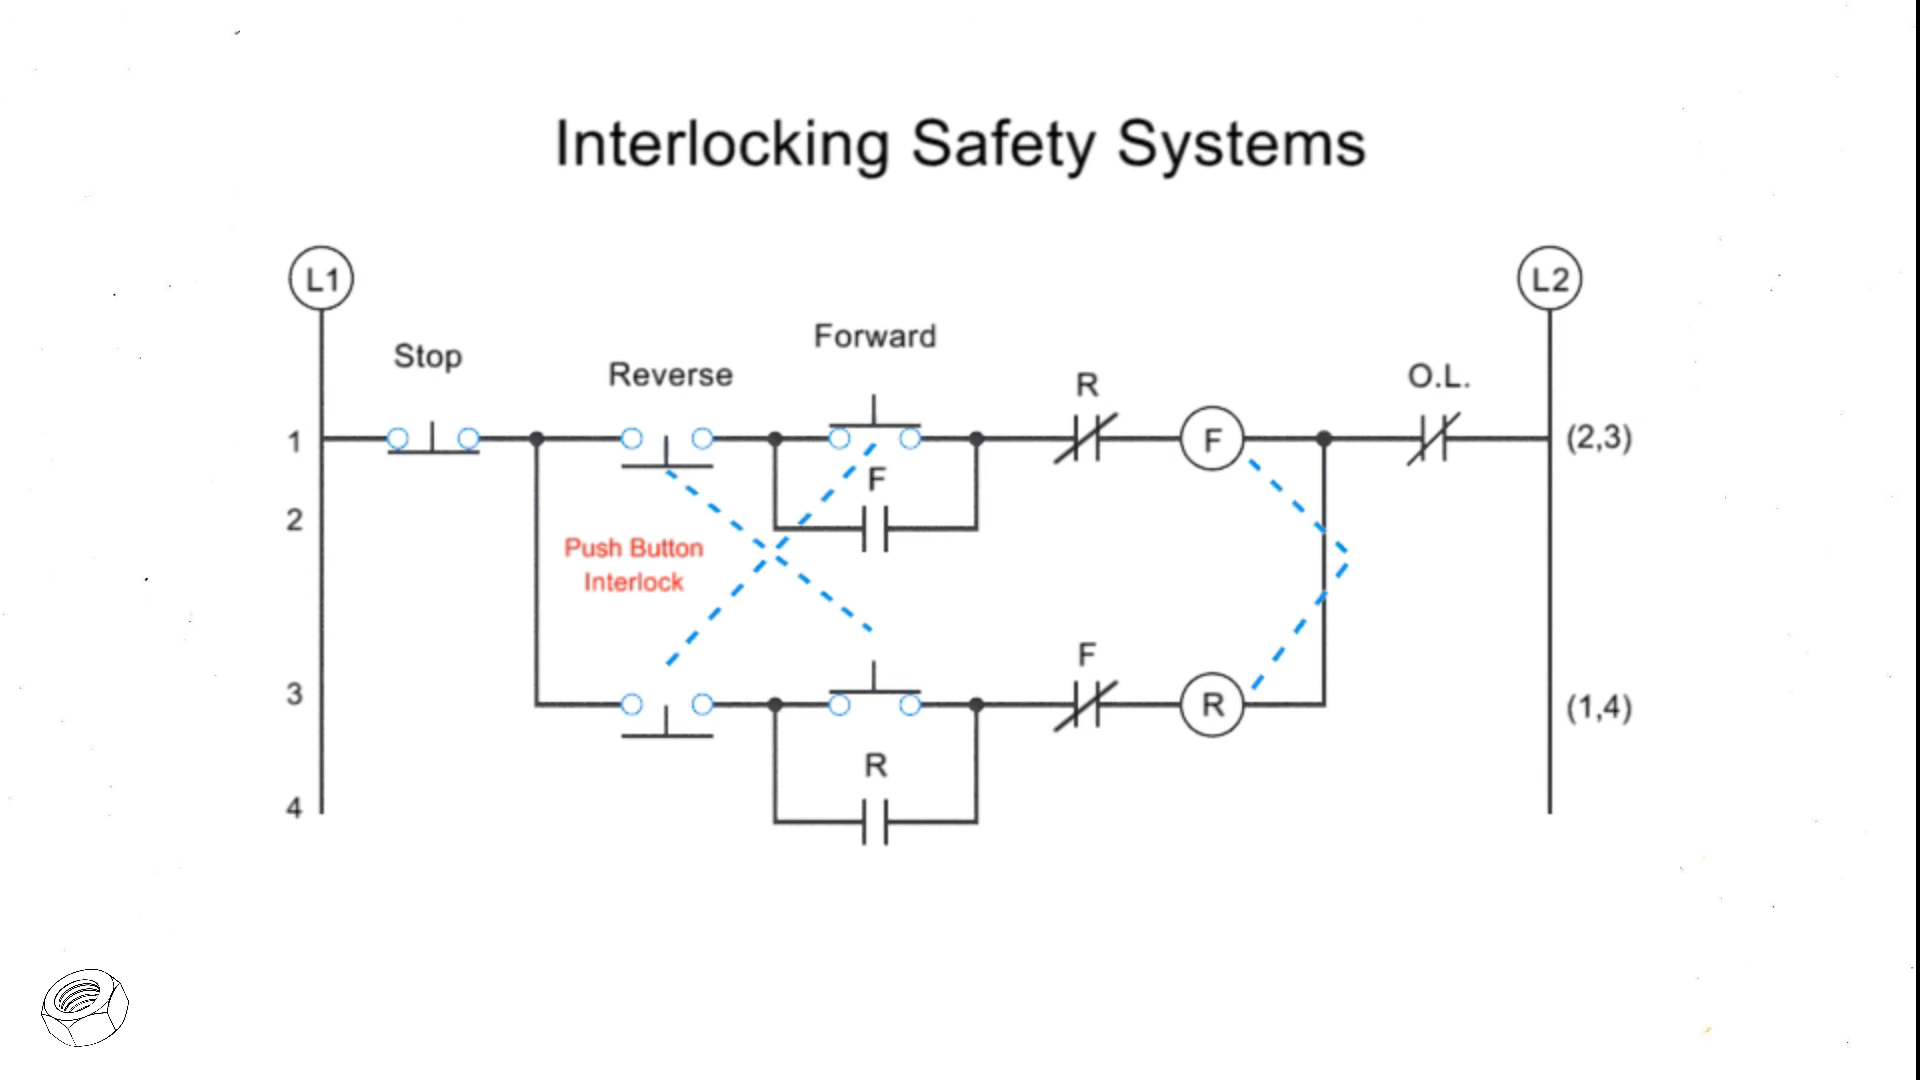 Interlocking Safety Systems
L1
L2
Forward
Stop
Reverse
R
O.L.
1
F
(2,3)
F
2
Push Button
Interlock
F
3
R
(1,4)
R
4